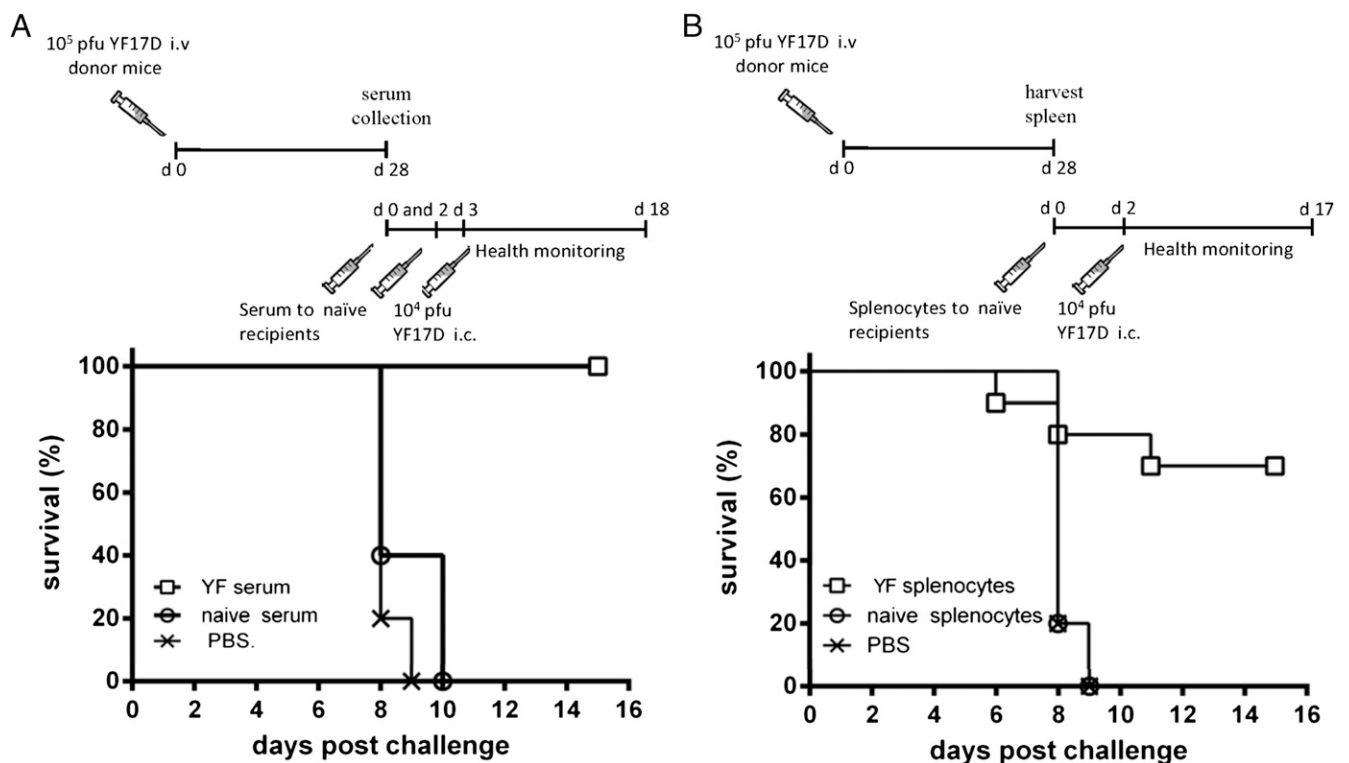 A
10⁵ pfu YF17D i.v
donor mice
serum
collection
d 0
d 28
d 0 and 2 d 3
d 18
Health monitoring
Serum to naïve
recipients
10⁴ pfu
YF17D i.c.
100
80
60
40
20
0
survival (%)
YF serum
naive serum
PBS.
0 2 4 6 8 10 12 14 16
days post challenge
B
10⁵ pfu YF17D i.v
donor mice
harvest
spleen
d 0
d 28
d 0
d 2
d 17
Health monitoring
Splenocytes to naïve
recipients
10⁴ pfu
YF17D i.c.
100
80
60
40
20
0
survival (%)
YF splenocytes
naive splenocytes
PBS
0 2 4 6 8 10 12 14 16
days post challenge